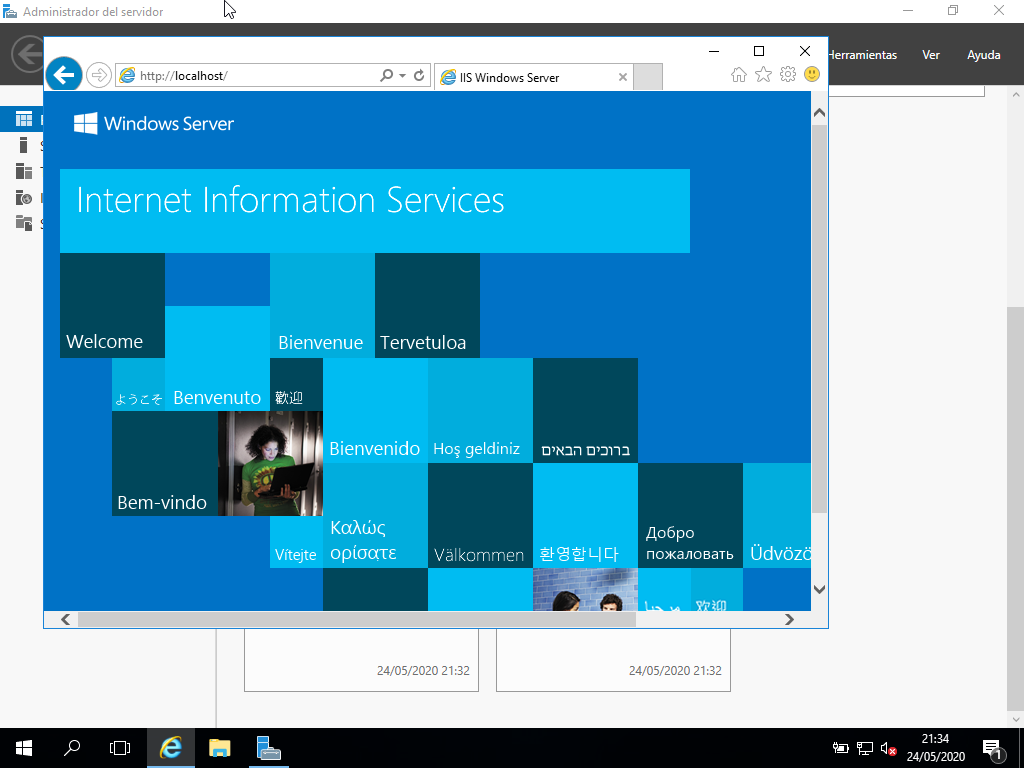 Administrador del servidor
Herramientas Ver Ayuda
http://localhost/
IIS Windows Server
Windows Server
Internet Information Services
Welcome
Bienvenue
Tervetuloa
ようこそ
Benvenuto
歡迎
Bienvenido
Hoş geldiniz
ברוכים הבאים
Bem-vindo
Vítejte
Καλώς
ορίσατε
Välkommen
환영합니다
Добро
пожаловать
Üdvözö
欢迎
24/05/2020 21:32
24/05/2020 21:32
21:34
24/05/2020
1